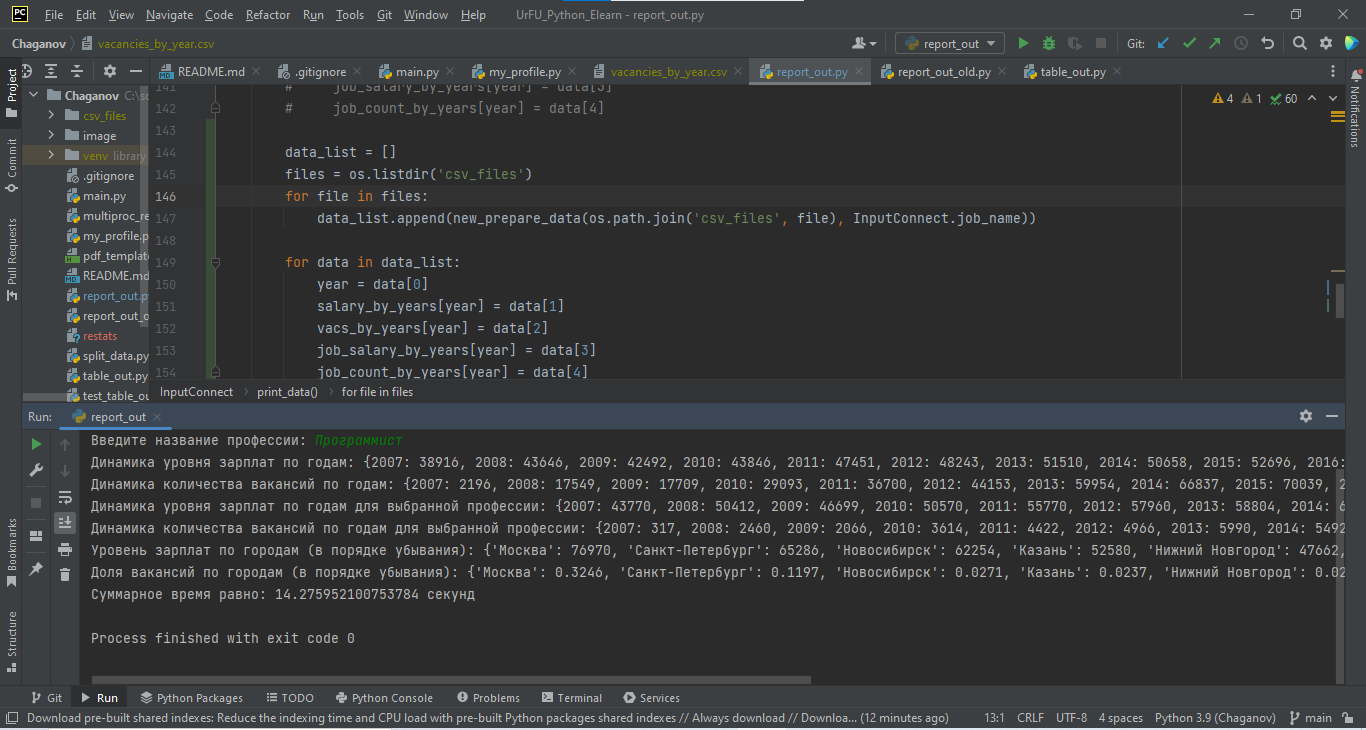 PC File Edit View Navigate Code Refactor Run Tools Git Window Help UrFU_Python_Elearn - report_out.py
Chaganov vacancies_by_year.csv report_out Git:
README.md .gitignore main.py my_profile.py vacancies_by_year.csv report_out.py report_out_old.py table_out.py
Project
Commit
Pull Requests
Bookmarks
Structure
Notifications
Chaganov C:\sc
csv_files
image
venv library
.gitignore
main.py
multiproc_re
my_profile.p
pdf_templat
README.md
report_out.p
report_out_o
restats
split_data.py
table_out.py
test_table_ou
4 1 60
141 # job_salary_by_years[year] = data[3]
142 # job_count_by_years[year] = data[4]
143
144 data_list = []
145 files = os.listdir('csv_files')
146 for file in files:
147 data_list.append(new_prepare_data(os.path.join('csv_files', file), InputConnect.job_name))
148
149 for data in data_list:
150 year = data[0]
151 salary_by_years[year] = data[1]
152 vacs_by_years[year] = data[2]
153 job_salary_by_years[year] = data[3]
154 job_count_by_years[year] = data[4]
InputConnect print_data() for file in files
Run: report_out
Введите название профессии: Программист
Динамика уровня зарплат по годам: {2007: 38916, 2008: 43646, 2009: 42492, 2010: 43846, 2011: 47451, 2012: 48243, 2013: 51510, 2014: 50658, 2015: 52696, 2016:
Динамика количества вакансий по годам: {2007: 2196, 2008: 17549, 2009: 17709, 2010: 29093, 2011: 36700, 2012: 44153, 2013: 59954, 2014: 66837, 2015: 70039, 2
Динамика уровня зарплат по годам для выбранной профессии: {2007: 43770, 2008: 50412, 2009: 46699, 2010: 50570, 2011: 55770, 2012: 57960, 2013: 58804, 2014: 6
Динамика количества вакансий по годам для выбранной профессии: {2007: 317, 2008: 2460, 2009: 2066, 2010: 3614, 2011: 4422, 2012: 4966, 2013: 5990, 2014: 5492
Уровень зарплат по городам (в порядке убывания): {'Москва': 76970, 'Санкт-Петербург': 65286, 'Новосибирск': 62254, 'Казань': 52580, 'Нижний Новгород': 47662,
Доля вакансий по городам (в порядке убывания): {'Москва': 0.3246, 'Санкт-Петербург': 0.1197, 'Новосибирск': 0.0271, 'Казань': 0.0237, 'Нижний Новгород': 0.02
Суммарное время равно: 14.275952100753784 секунд
Process finished with exit code 0
Git Run Python Packages TODO Python Console Problems Terminal Services
Download pre-built shared indexes: Reduce the indexing time and CPU load with pre-built Python packages shared indexes // Always download // Downloa... (12 minutes ago) 13:1 CRLF UTF-8 4 spaces Python 3.9 (Chaganov) main